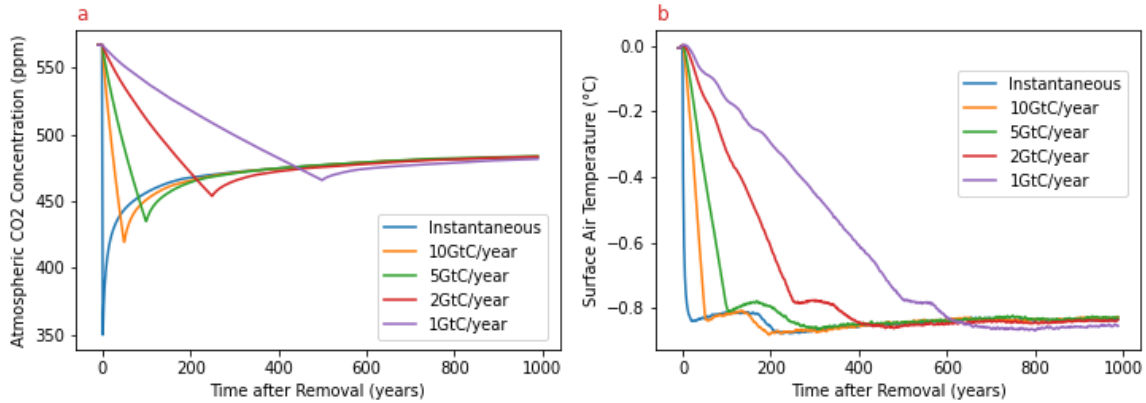 a
Atmospheric CO2 Concentration (ppm)
550
500
450
400
350
0
200
400
600
800
1000
Time after Removal (years)
Instantaneous
10GtC/year
5GtC/year
2GtC/year
1GtC/year
b
Surface Air Temperature (°C)
0.0
−0.2
−0.4
−0.6
−0.8
0
200
400
600
800
1000
Time after Removal (years)
Instantaneous
10GtC/year
5GtC/year
2GtC/year
1GtC/year